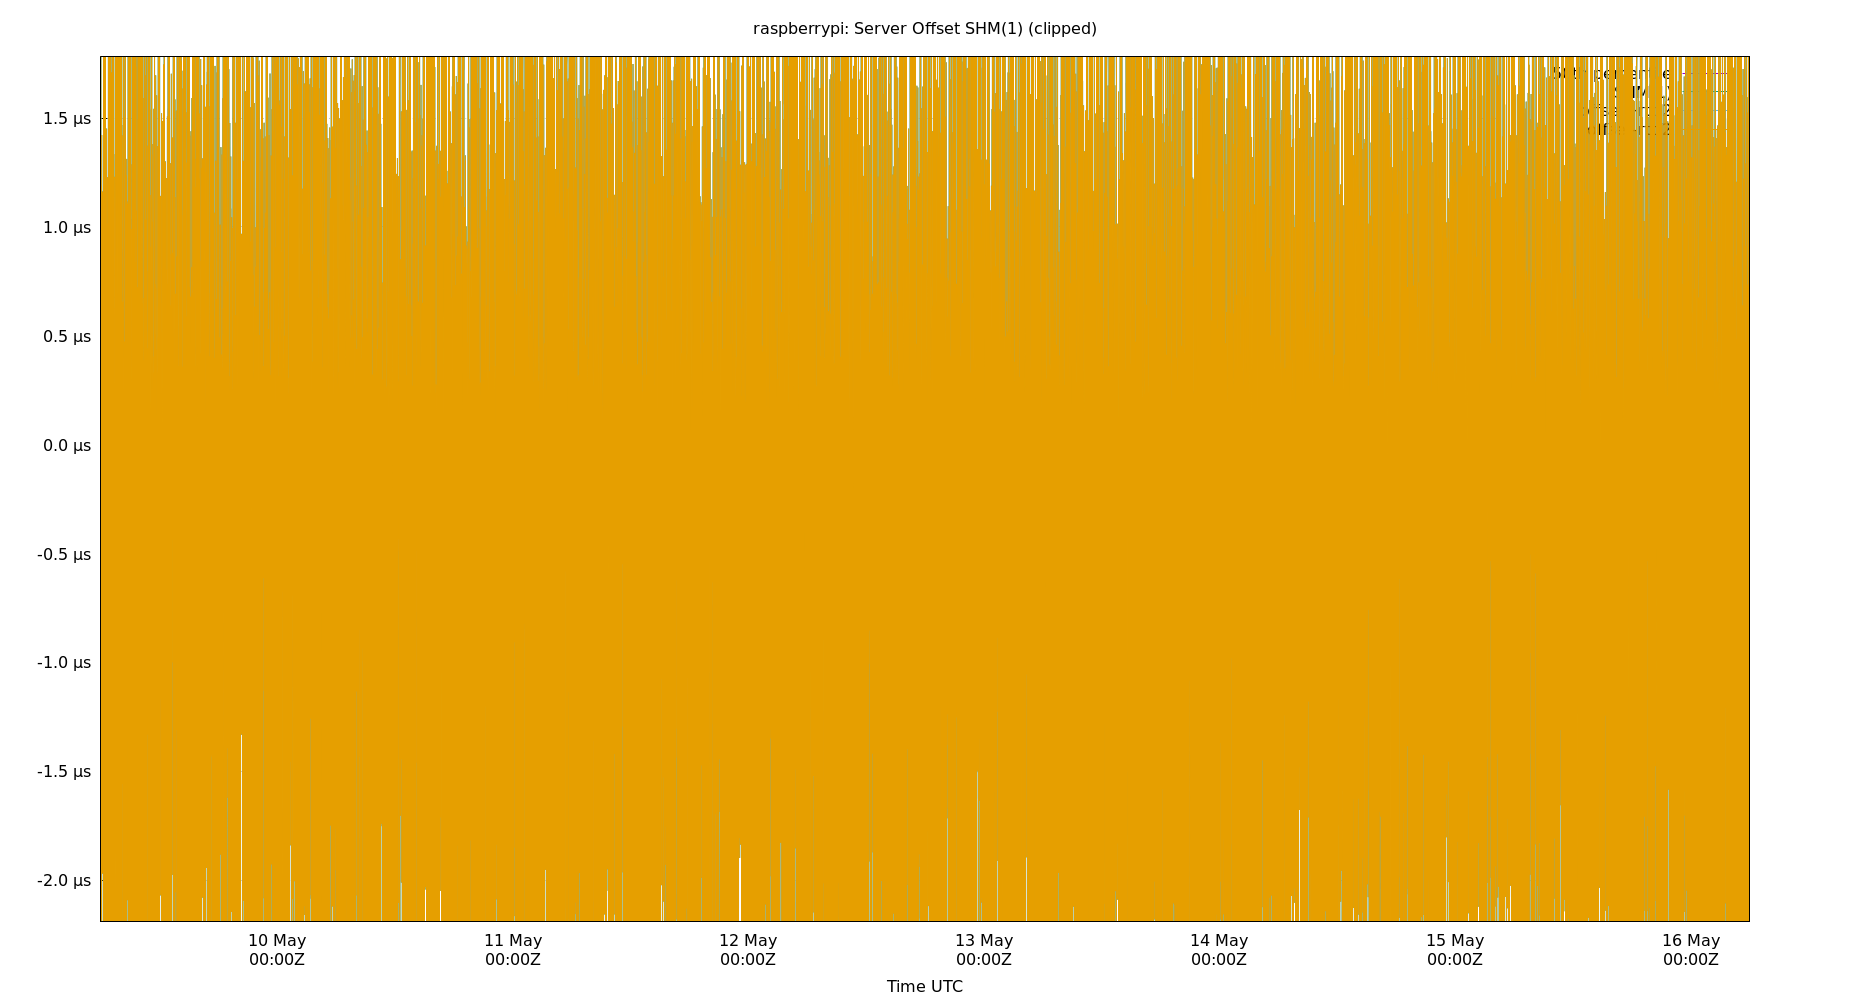 raspberrypi: Server Offset SHM(1) (clipped)
1.5 µs
1.0 µs
0.5 µs
0.0 µs
-0.5 µs
-1.0 µs
-1.5 µs
-2.0 µs
10 May 11 May 12 May 13 May 14 May 15 May 16 May
00:00Z 00:00Z 00:00Z 00:00Z 00:00Z 00:00Z 00:00Z
Time UTC